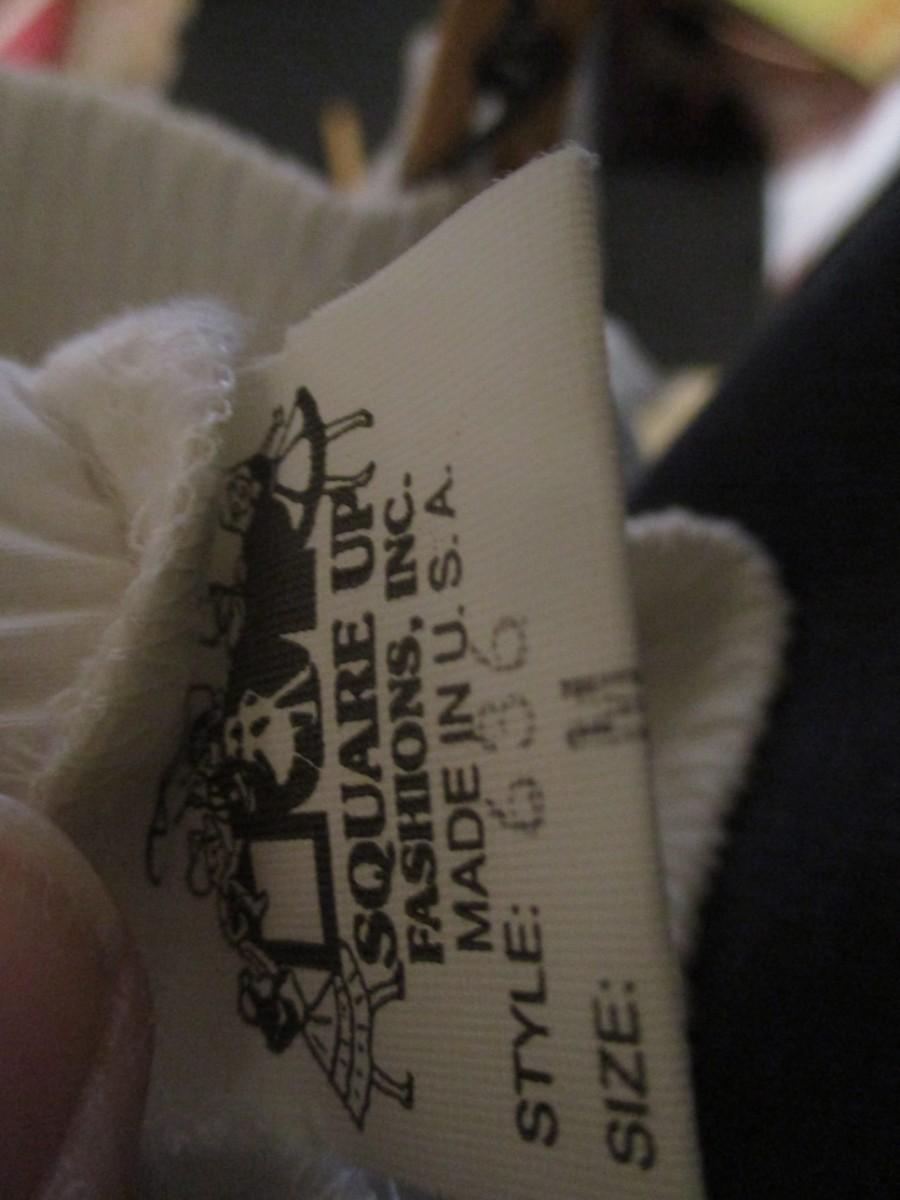 SQUARE UP
FASHIONS, INC.
MADE IN U.S.A.
STYLE: 636
SIZE: M